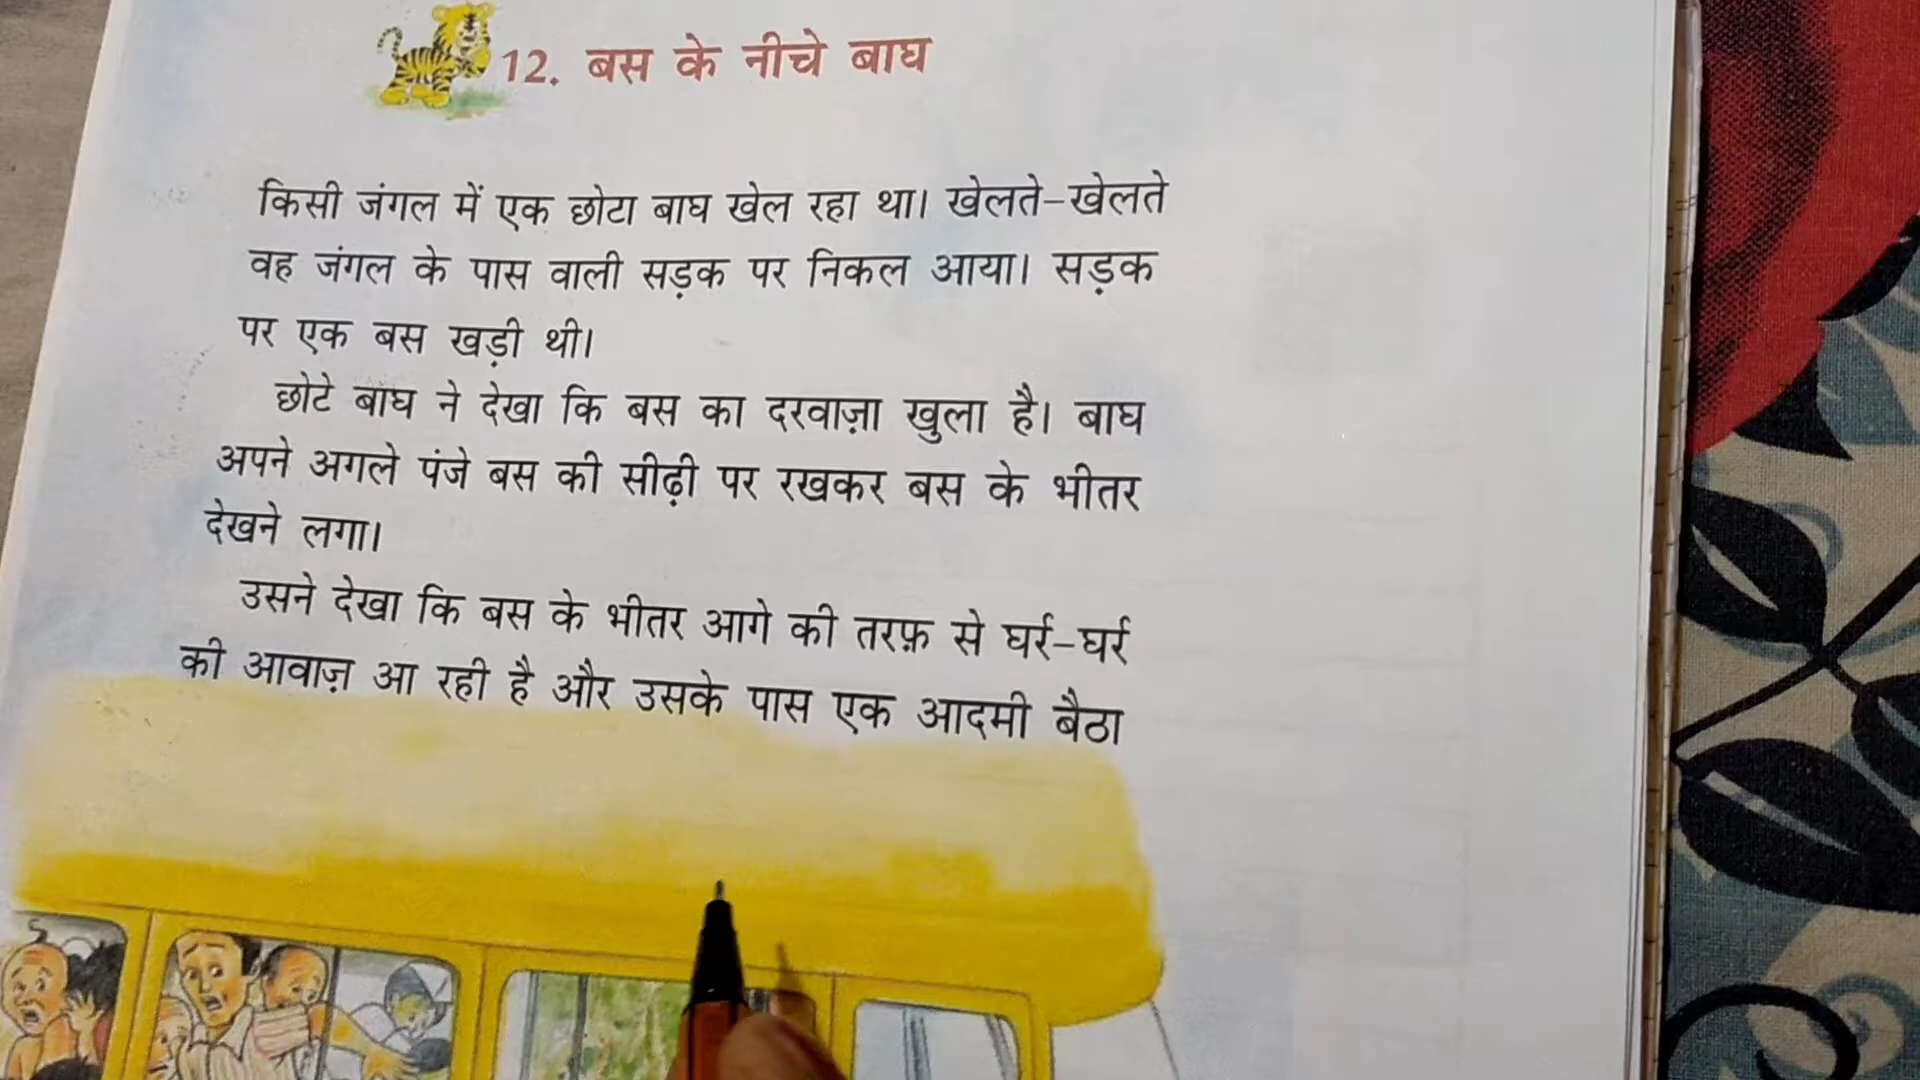 12. बस के नीचे बाघ
किसी जंगल में एक छोटा बाघ खेल रहा था। खेलते-खेलते
वह जंगल के पास वाली सड़क पर निकल आया। सड़क
पर एक बस खड़ी थी।
छोटे बाघ ने देखा कि बस का दरवाज़ा खुला है। बाघ
अपने अगले पंजे बस की सीढ़ी पर रखकर बस के भीतर
देखने लगा।
उसने देखा कि बस के भीतर आगे की तरफ़ से घर्र-घर्र
की आवाज़ आ रही है और उसके पास एक आदमी बैठा